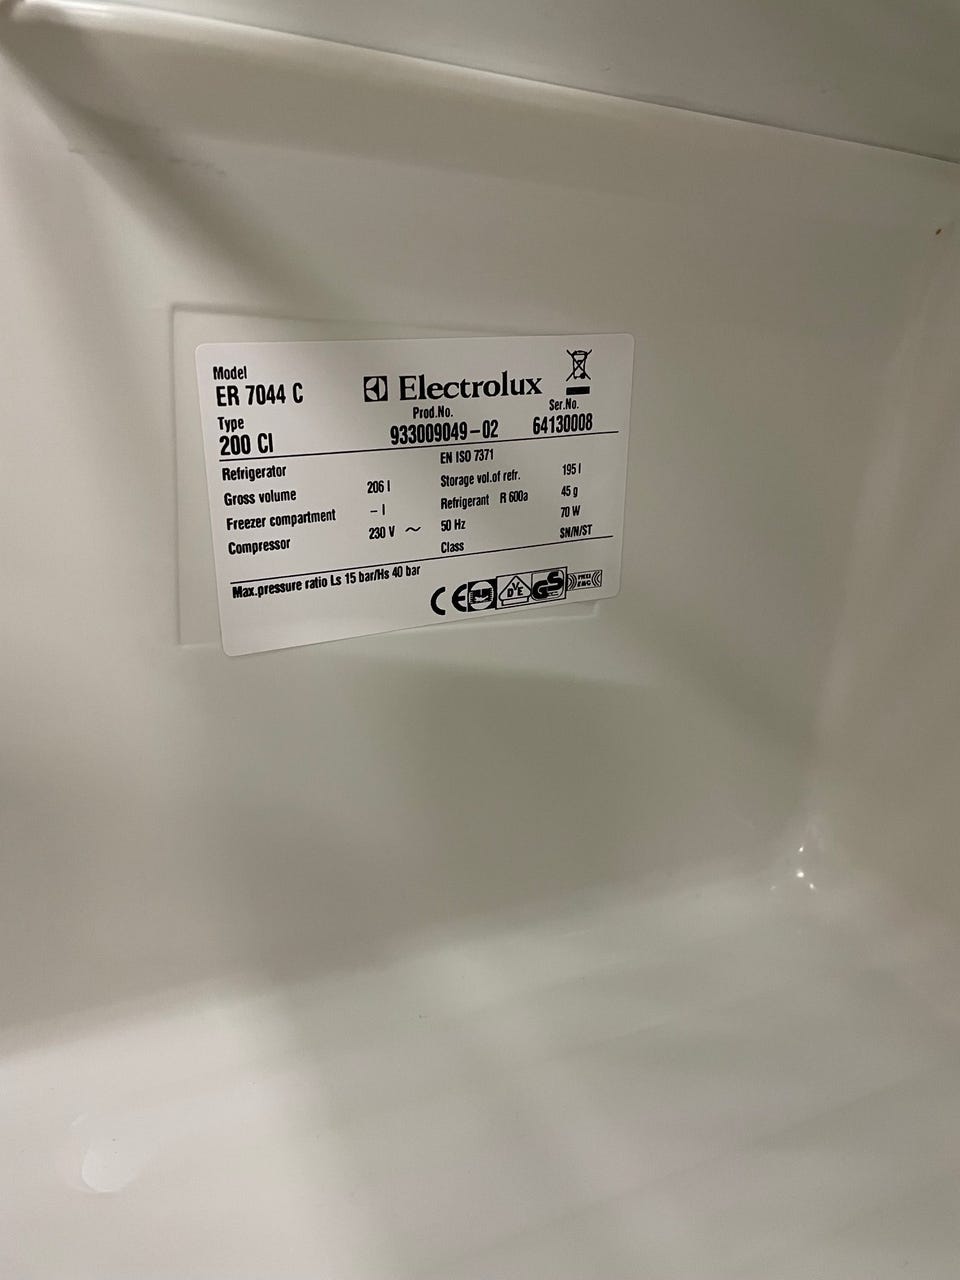 Model
ER 7044 C
Electrolux
Type
200 CI
Prod.No.
933009049-02
Ser.No.
64130008
Refrigerator
EN ISO 7371
Gross volume 206 l
Storage vol.of refr. 195 l
Freezer compartment - l
Refrigerant R 600a 45 g
Compressor 230 V ~
50 Hz 70 W
Class SN/N/ST
Max.pressure ratio Ls 15 bar/Hs 40 bar
CE
VDE
GS